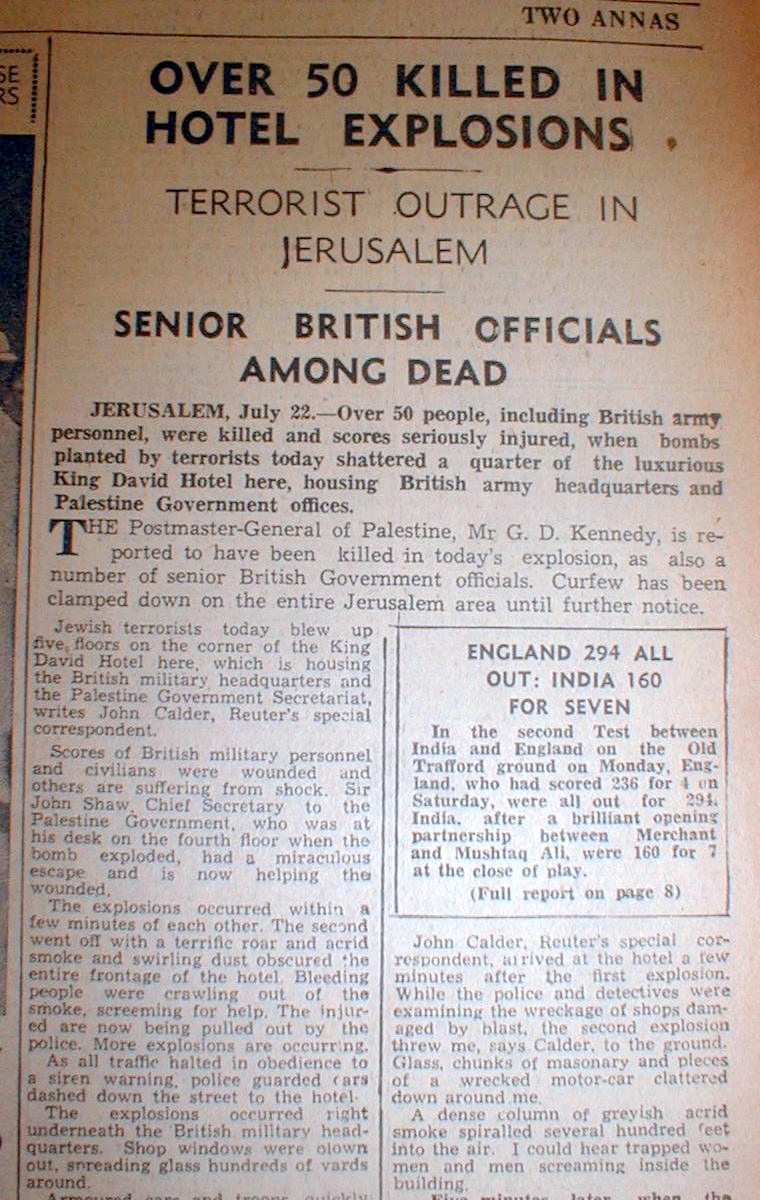 TWO ANNAS
SE
RS
OVER 50 KILLED IN
HOTEL EXPLOSIONS
TERRORIST OUTRAGE IN
JERUSALEM
SENIOR BRITISH OFFICIALS
AMONG DEAD
JERUSALEM, July 22.—Over 50 people, including British army
personnel, were killed and scores seriously injured, when bombs
planted by terrorists today shattered a quarter of the luxurious
King David Hotel here, housing British army headquarters and
Palestine Government offices.
THE Postmaster-General of Palestine, Mr G. D. Kennedy, is re-
ported to have been killed in today's explosion, as also a
number of senior British Government officials. Curfew has been
clamped down on the entire Jerusalem area until further notice.
Jewish terrorists today blew up
five floors on the corner of the King
David Hotel here, which is housing
the British military headquarters and
the Palestine Government Secretariat,
writes John Calder, Reuter's special
correspondent.
Scores of British military personnel
and civilians were wounded and
others are suffering from shock. Sir
John Shaw, Chief Secretary to the
Palestine Government, who was at
his desk on the fourth floor when the
bomb exploded, had a miraculous
escape and is now helping the
wounded.
The explosions occurred within a
few minutes of each other. The second
went off with a terrific roar and acrid
smoke and swirling dust obscured the
entire frontage of the hotel. Bleeding
people were crawling out of the
smoke, screeming for help. The injur-
ed are now being pulled out by the
police. More explosions are occurring.
As all traffic halted in obedience to
a siren warning, police guarded cars
dashed down the street to the hotel.
The explosions occurred right
underneath the British military head-
quarters. Shop windows were blown
out, spreading glass hundreds of yards
around.
Armoured cars and troops quickly
ENGLAND 294 ALL
OUT: INDIA 160
FOR SEVEN
In the second Test between
India and England on the Old
Trafford ground on Monday, Eng-
land, who had scored 236 for 4 on
Saturday, were all out for 294.
India, after a brilliant opening
partnership between Merchant
and Mushtaq Ali, were 160 for 7
at the close of play.
(Full report on page 8)
John Calder, Reuter's special cor-
respondent, arrived at the hotel a few
minutes after the first explosion.
While the police and detectives were
examining the wreckage of shops dam-
aged by blast, the second explosion
threw me, says Calder, to the ground.
Glass, chunks of masonary and pieces
of a wrecked motor-car clattered
down around me.
A dense column of greyish acrid
smoke spiralled several hundred feet
into the air. I could hear trapped wo-
men and men screaming inside the
building.
Five minutes later, when the